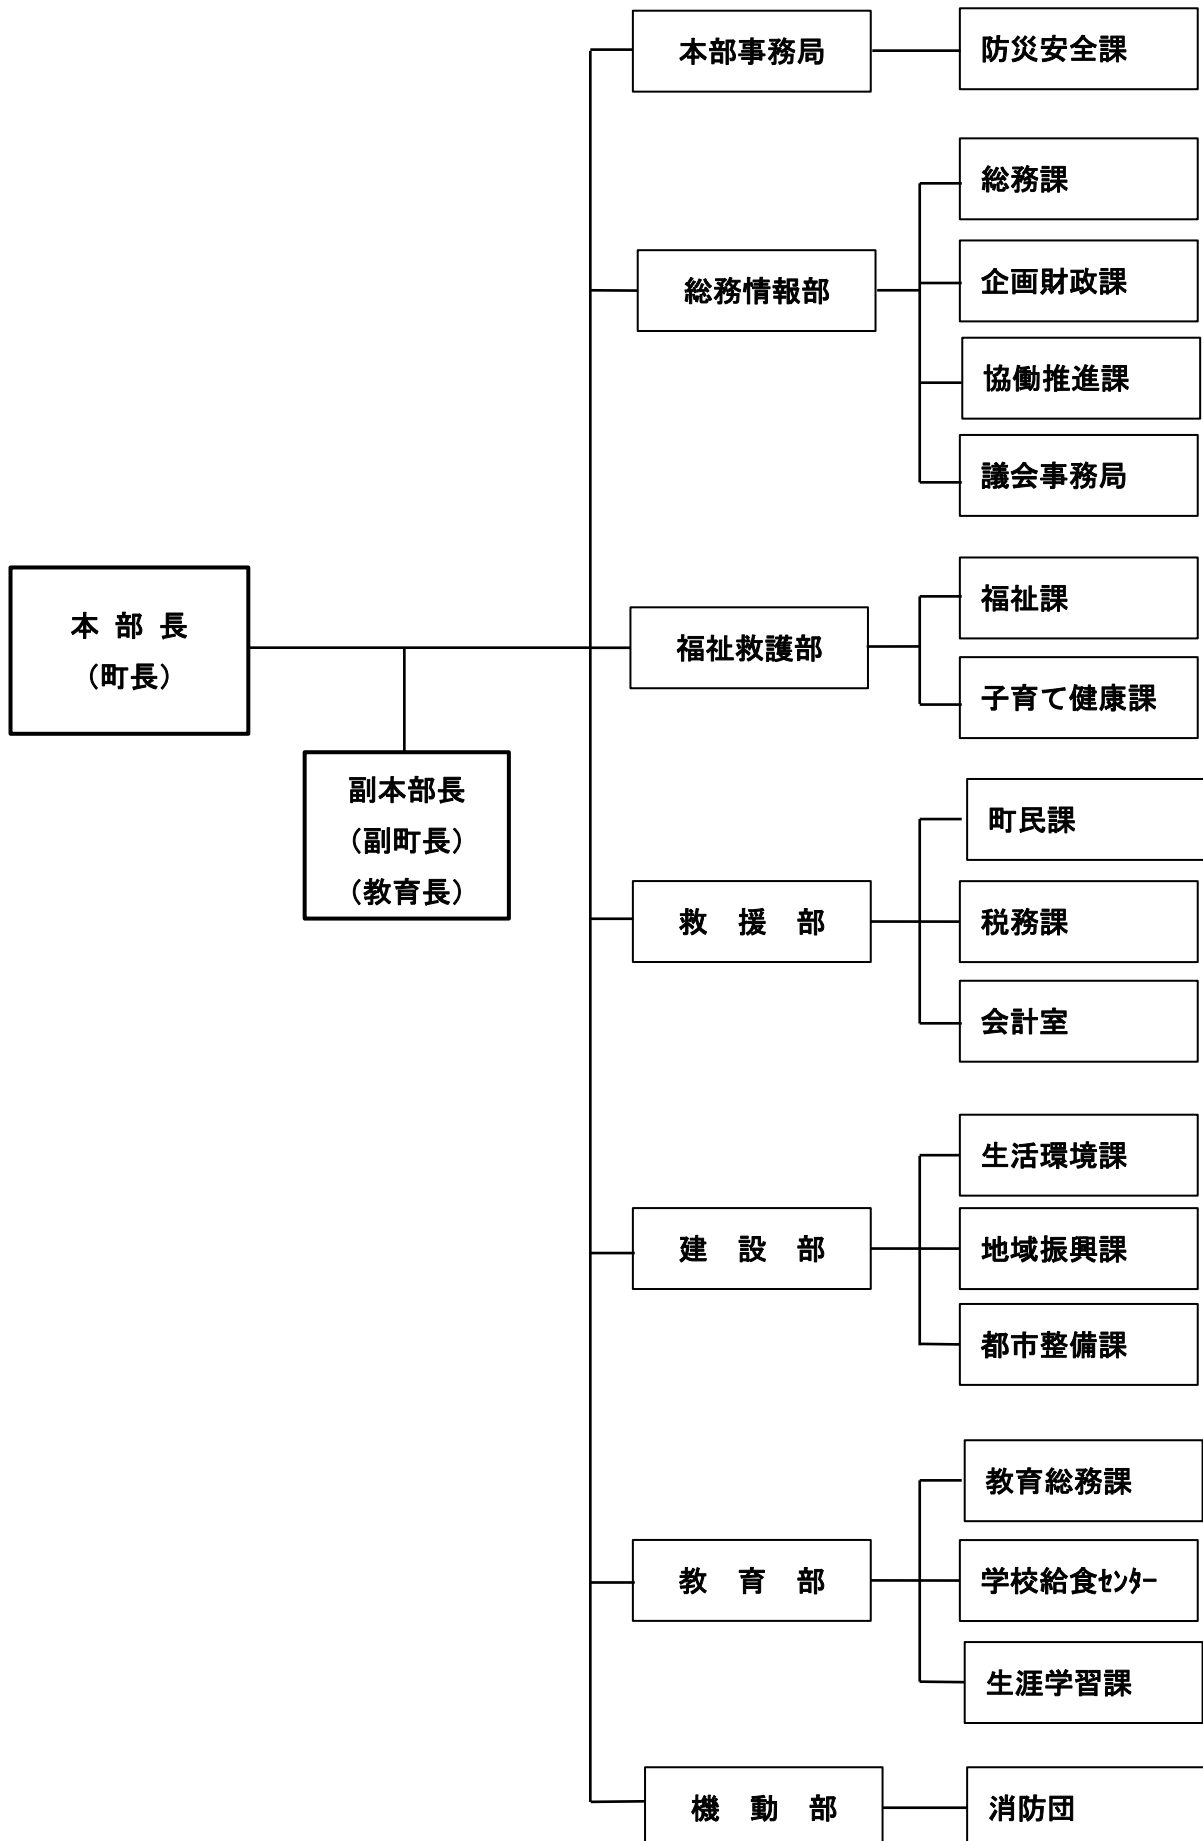 本部事務局
防災安全課
総務情報部
総務課
企画財政課
協働推進課
議会事務局
本 部 長
（町長）
副本部長
（副町長）
（教育長）
福祉救護部
福祉課
子育て健康課
救　援　部
町民課
税務課
会計室
建　設　部
生活環境課
地域振興課
都市整備課
教　育　部
教育総務課
学校給食ｾﾝﾀｰ
生涯学習課
機　動　部
消防団